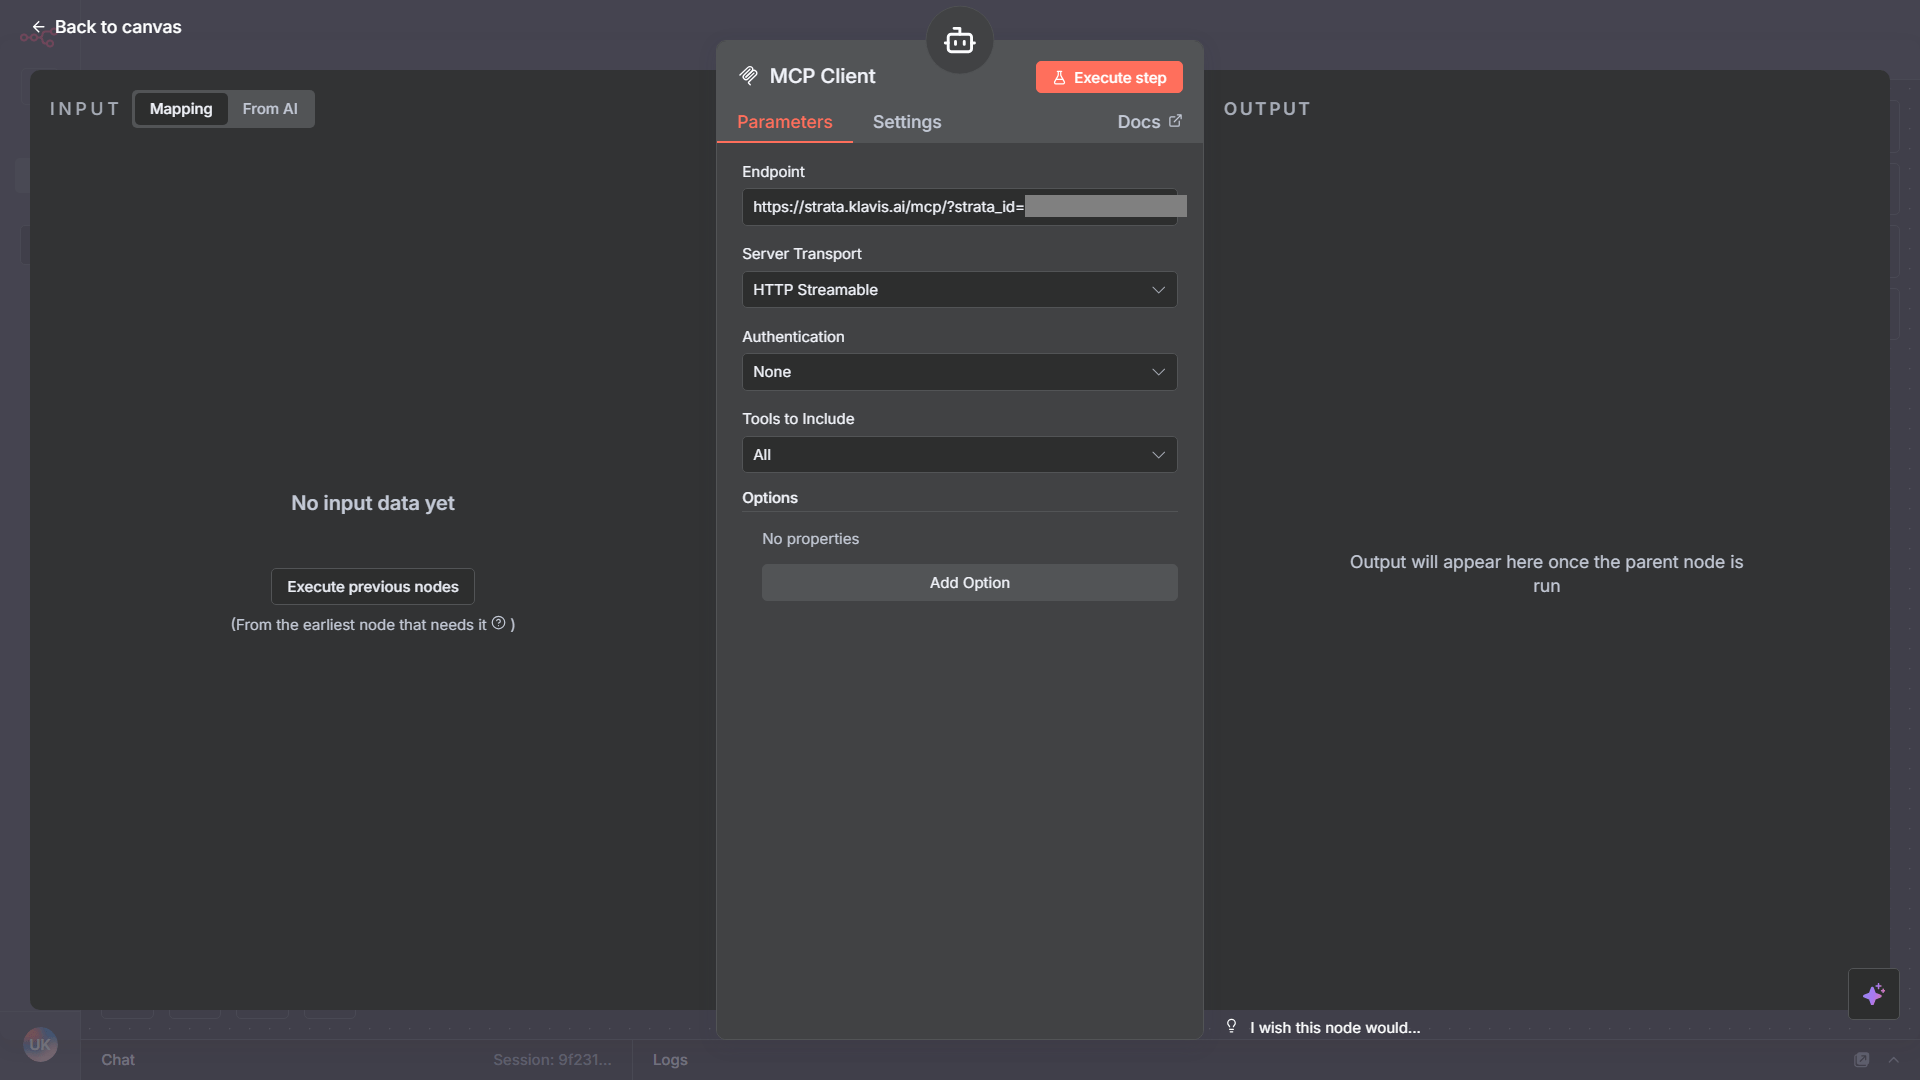 Back to canvas
INPUT
Mapping
From AI
No input data yet
Execute previous nodes
(From the earliest node that needs it ? )
MCP Client
Execute step
Parameters
Settings
Docs
Endpoint
https://strata.klavis.ai/mcp/?strata_id=
Server Transport
HTTP Streamable
Authentication
None
Tools to Include
All
Options
No properties
Add Option
OUTPUT
Output will appear here once the parent node is
run
I wish this node would...
UK
Chat
Session: 9f231...
Logs